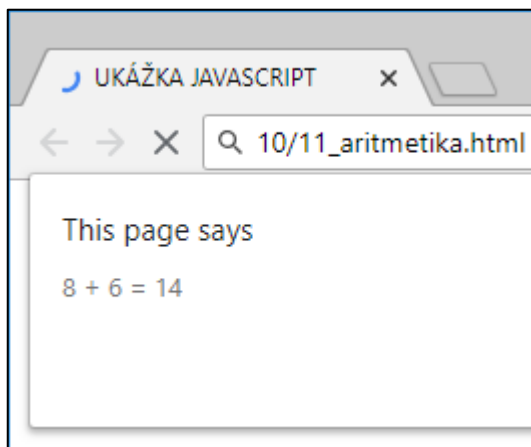 UKÁŽKA JAVASCRIPT
10/11_aritmetika.html
This page says
8 + 6 = 14